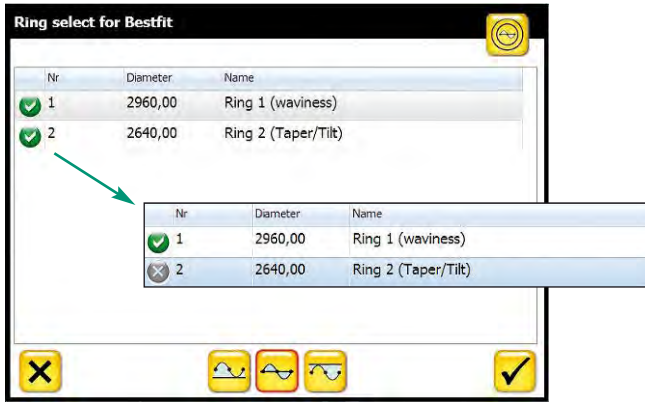 Ring select for Bestfit
Nr Diameter Name
1 2960,00 Ring 1 (waviness)
2 2640,00 Ring 2 (Taper/Tilt)
Nr Diameter Name
1 2960,00 Ring 1 (waviness)
2 2640,00 Ring 2 (Taper/Tilt)